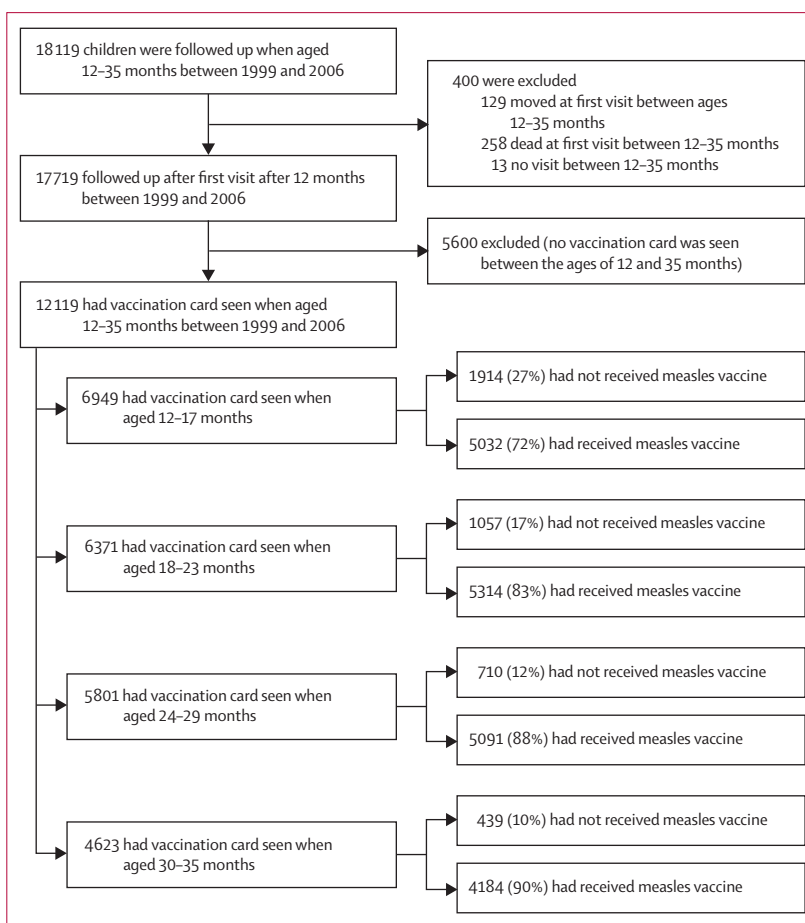 18119 children were followed up when aged
12–35 months between 1999 and 2006
400 were excluded
129 moved at first visit between ages
12–35 months
258 dead at first visit between 12–35 months
13 no visit between 12–35 months
17719 followed up after first visit after 12 months
between 1999 and 2006
5600 excluded (no vaccination card was seen
between the ages of 12 and 35 months)
12119 had vaccination card seen when aged
12–35 months between 1999 and 2006
6949 had vaccination card seen when
aged 12–17 months
1914 (27%) had not received measles vaccine
5032 (72%) had received measles vaccine
6371 had vaccination card seen when
aged 18–23 months
1057 (17%) had not received measles vaccine
5314 (83%) had received measles vaccine
5801 had vaccination card seen when
aged 24–29 months
710 (12%) had not received measles vaccine
5091 (88%) had received measles vaccine
4623 had vaccination card seen when
aged 30–35 months
439 (10%) had not received measles vaccine
4184 (90%) had received measles vaccine